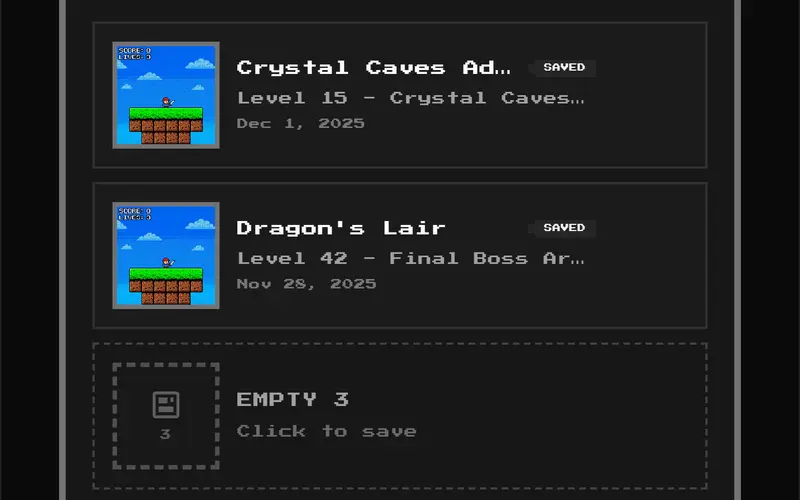 SCORE: 0
LIVES: 3
Crystal Caves Ad…
SAVED
Level 15 - Crystal Caves…
Dec 1, 2025
SCORE: 0
LIVES: 3
Dragon's Lair
SAVED
Level 42 - Final Boss Ar…
Nov 28, 2025
3
EMPTY 3
Click to save